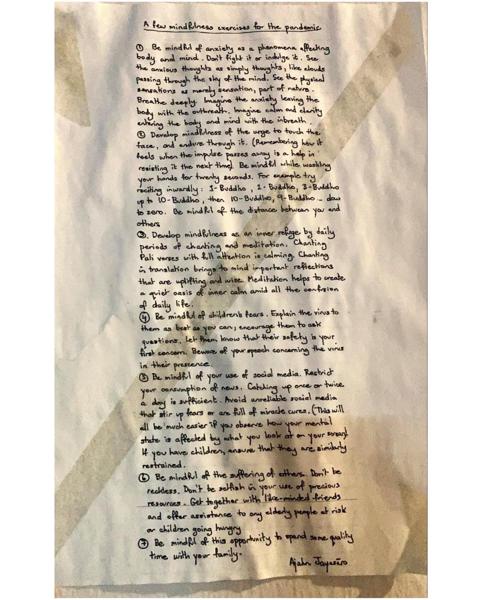 A few mindfulness exercises for the pandemic
① Be mindful of anxiety as a phenomena affecting
body and mind. Don't fight it or indulge it. See
the anxious thoughts as simply thoughts, like clouds
passing through the sky of the mind. See the physical
sensations as merely sensation, part of nature.
Breathe deeply. Imagine the anxiety leaving the
body with the outbreath. Imagine calm and clarity
entering the body and mind with the inbreath.
② Develop mindfulness of the urge to touch the
face, and endure through it. (Remembering how it
feels when the impulse passes away is a help in
resisting it the next time). Be mindful while washing
your hands for twenty seconds. For example try
reciting inwardly: 1-Buddho, 2-Buddho, 3-Buddho
up to 10-Buddho, then 10-Buddho, 9-Buddho .. down
to zero. Be mindful of the distance between you and
others
③. Develop mindfulness as an inner refuge by daily
periods of chanting and meditation. Chanting
Pali verses with full attention is calming. Chanting
in translation brings to mind important reflections
that are uplifting and wise. Meditation helps to create
a quiet oasis of inner calm amid all the confusion
of daily life.
④ Be mindful of children's fears. Explain the virus to
them as best as you can; encourage them to ask
questions. Let them know that their safety is your
first concern. Beware of your speech concerning the virus
in their presence.
⑤ Be mindful of your use of social media. Restrict
your consumption of news. Catching up once or twice
a day is sufficient. Avoid unreliable social media
that stir up fears or are full of miracle cures. (This will
all be much easier if you observe how your mental
state is affected by what you look at on your screen)
If you have children, ensure that they are similarly
restrained.
⑥ Be mindful of the suffering of others. Don't be
reckless. Don't be selfish in your use of precious
resources. Get together with like-minded friends
and offer assistance to any elderly people at risk
or children going hungry
⑦ Be mindful of this opportunity to spend some quality
time with your family.
Ajahn Jayasāro